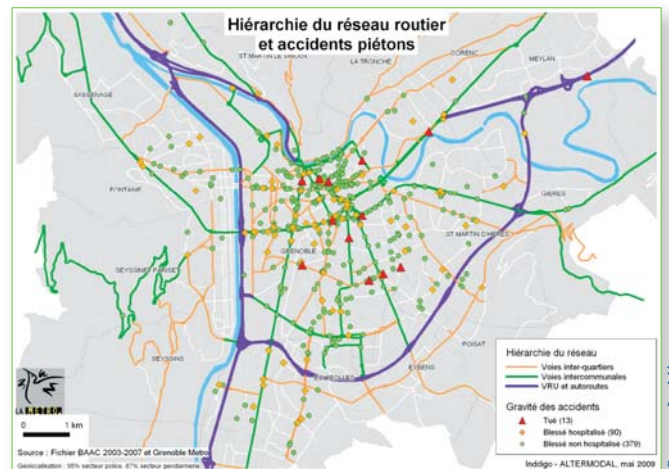 Hiérarchie du réseau routier
et accidents piétons
ST MARTIN LE VINOUX
LA TRONCHE
CORENC
MEYLAN
SASSENAGE
FONTAINE
GIERES
ST MARTIN D'HERES
GRENOBLE
SEYSSINET PARISET
SEYSSINS
POISAT
EYBENS
ECHIROLLES
Hiérarchie du réseau
Voies inter-quartiers
Voies intercommunales
VRU et autoroutes
Gravité des accidents
Tué (13)
Blessé hospitalisé (90)
Blessé non hospitalisé (379)
LA METRO
0 1 km
Source : Fichier BAAC 2003-2007 et Grenoble Metro
Géolocalisation : 95% secteur police, 87% secteur gendarmerie
Inddigo - ALTERMODAL, mai 2009